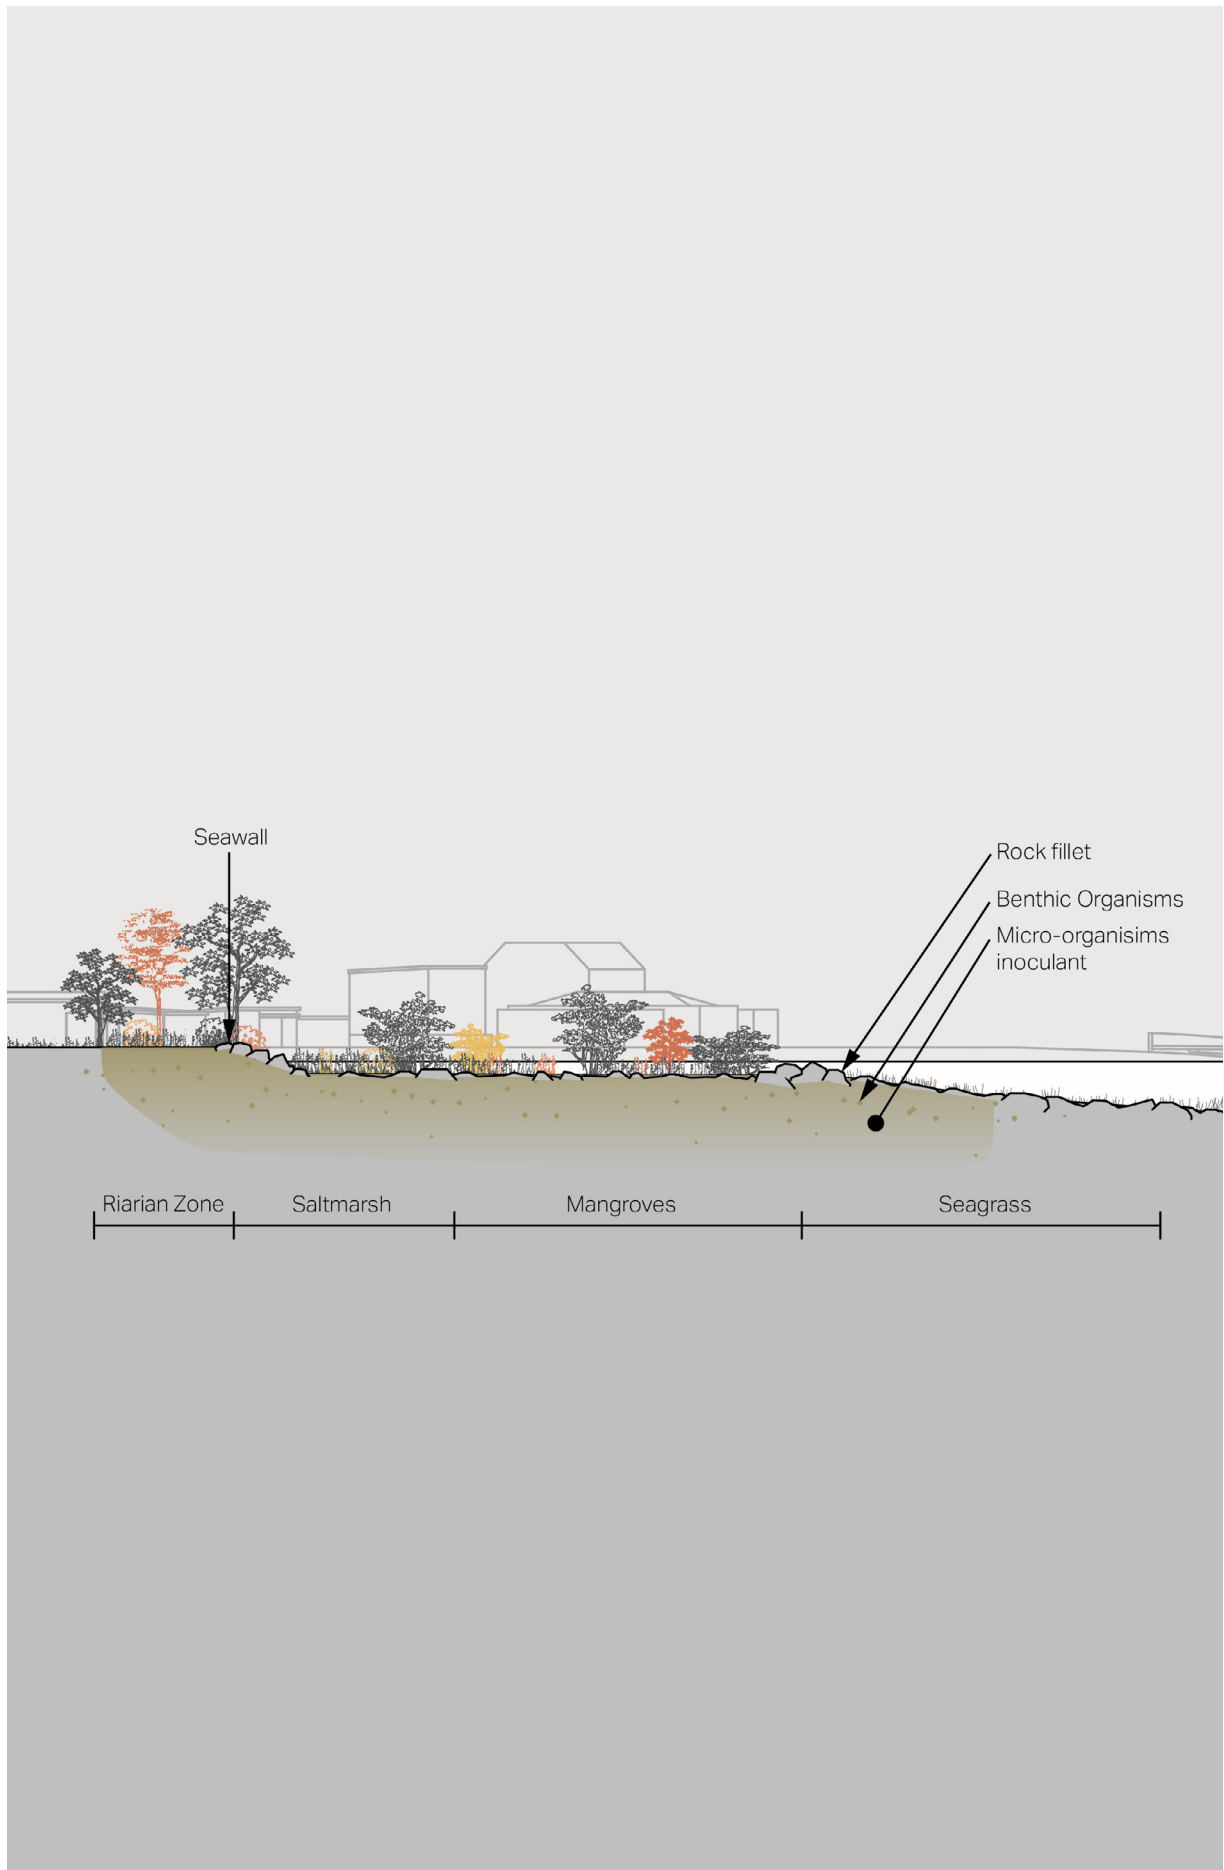 Seawall
Rock fillet
Benthic Organisms
Micro-organisims
inoculant
Riarian Zone
Saltmarsh
Mangroves
Seagrass